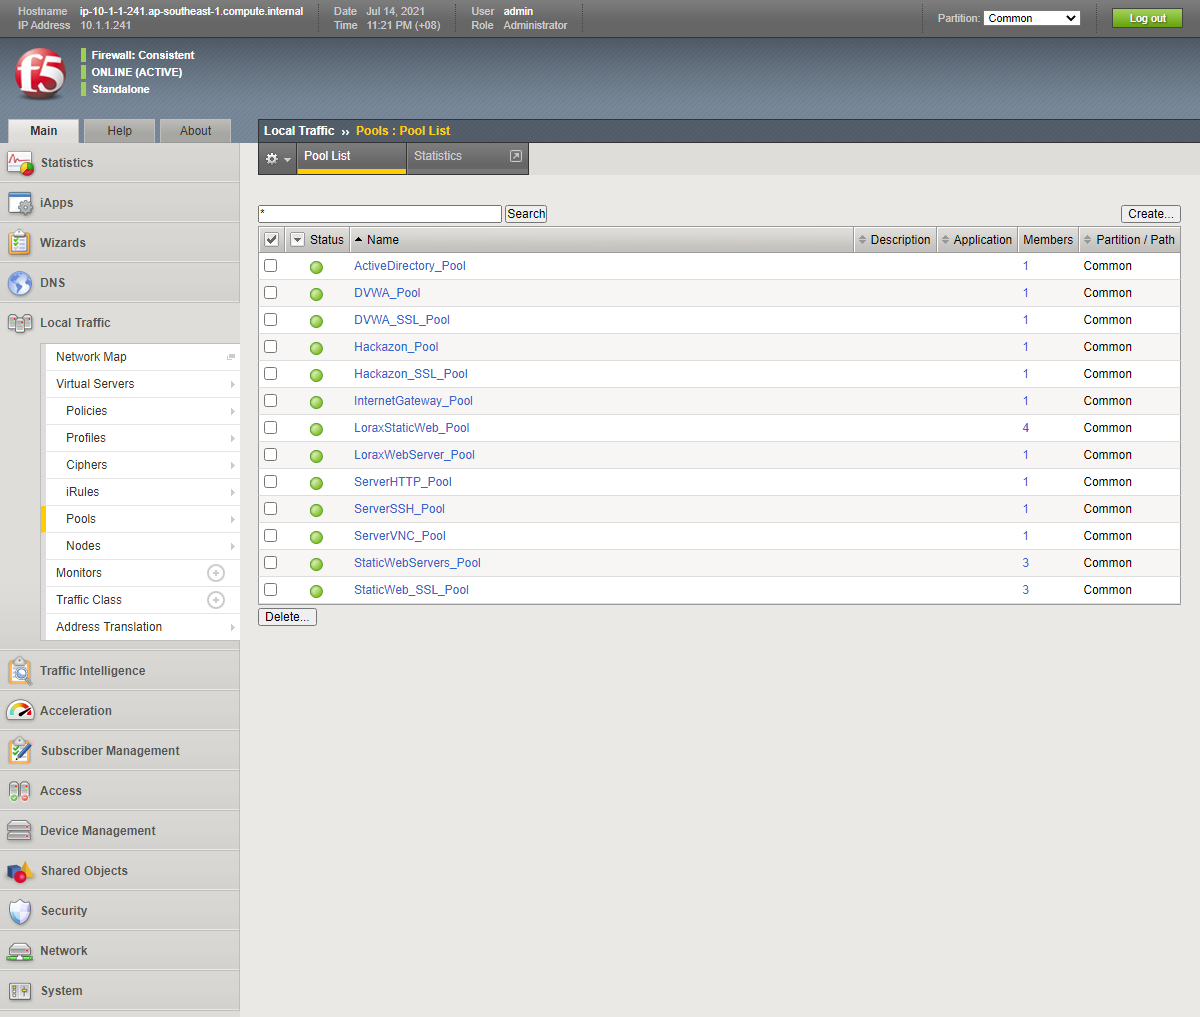 Hostname ip-10-1-1-241.ap-southeast-1.compute.internal Date Jul 14, 2021 User admin
IP Address 10.1.1.241 Time 11:21 PM (+08) Role Administrator
Partition: Common Log out
f5
Firewall: Consistent
ONLINE (ACTIVE)
Standalone
Main Help About
Local Traffic ›› Pools : Pool List
Pool List Statistics
Statistics
iApps
Wizards
DNS
Local Traffic
Network Map
Virtual Servers
Policies
Profiles
Ciphers
iRules
Pools
Nodes
Monitors
Traffic Class
Address Translation
Traffic Intelligence
Acceleration
Subscriber Management
Access
Device Management
Shared Objects
Security
Network
System
* Search Create...
Status Name Description Application Members Partition / Path
ActiveDirectory_Pool 1 Common
DVWA_Pool 1 Common
DVWA_SSL_Pool 1 Common
Hackazon_Pool 1 Common
Hackazon_SSL_Pool 1 Common
InternetGateway_Pool 1 Common
LoraxStaticWeb_Pool 4 Common
LoraxWebServer_Pool 1 Common
ServerHTTP_Pool 1 Common
ServerSSH_Pool 1 Common
ServerVNC_Pool 1 Common
StaticWebServers_Pool 3 Common
StaticWeb_SSL_Pool 3 Common
Delete...